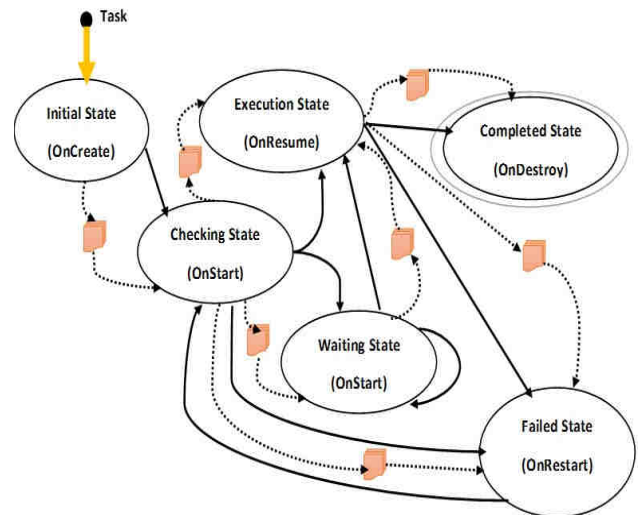 Task
Initial State
(OnCreate)
Execution State
(OnResume)
Completed State
(OnDestroy)
Checking State
(OnStart)
Waiting State
(OnStart)
Failed State
(OnRestart)